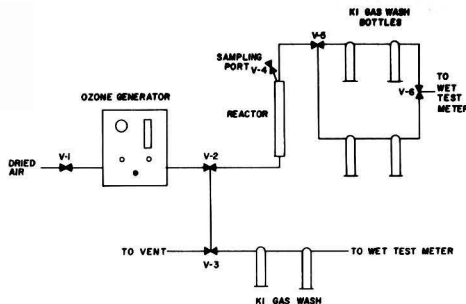 KI GAS WASH
BOTTLES
V-5
SAMPLING
PORT
V-4
TO
WET
TEST
METER
V-6
OZONE GENERATOR
REACTOR
DRIED
AIR
V-1
V-2
TO VENT
V-3
TO WET TEST METER
KI GAS WASH